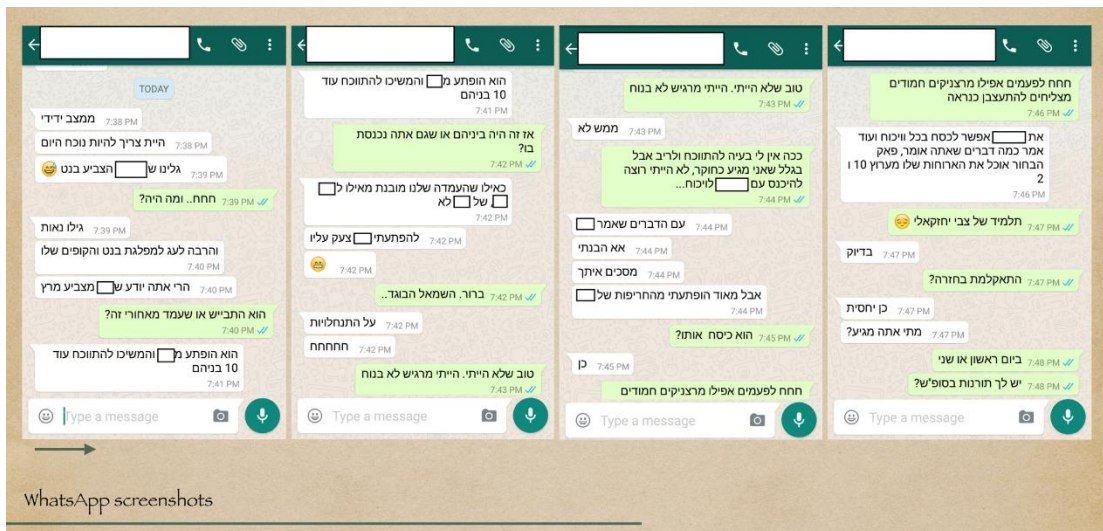 TODAY
ממצב ידידי 7:38 PM
היית צריך להיות נוכח היום 7:38 PM
גלינו ש הצביע בנט 😅 7:39 PM
חחח.. ומה היה? 7:39 PM
גילו נאות 7:39 PM
והרבה לעג למפלגת בנט והקופים שלו
7:40 PM
הרי אתה יודע ש מצביע מרץ 7:40 PM
הוא התבייש או שעמד מאחורי זה?
7:40 PM
הוא הופתע מ והמשיכו להתווכח עוד
10 בניהם
7:41 PM
Type a message
הוא הופתע מ והמשיכו להתווכח עוד
10 בניהם
7:41 PM
אז זה היה ביניהם או שגם אתה נכנסת
בו?
7:42 PM
כאילו שהעמדה שלנו מובנת מאילו ל
, של לא
7:42 PM
להפתעתי צעק עליו 7:42 PM
😁 7:42 PM
ברור. השמאל הבוגד.. 7:42 PM
על התנחלויות 7:42 PM
חחחחח 7:42 PM
טוב שלא הייתי. הייתי מרגיש לא בנוח
7:43 PM
Type a message
טוב שלא הייתי. הייתי מרגיש לא בנוח
7:43 PM
ממש לא 7:43 PM
ככה אין לי בעיה להתווכח ולריב אבל
בגלל שאני מגיע כחוקר, לא הייתי רוצה
להיכנס עם לויכוח...
7:44 PM
עם הדברים שאמר
7:44 PM
אא הבנתי
מסכים איתך 7:44 PM
אבל מאוד הופתעתי מהחריפות של
7:44 PM
הוא כיסח אותו? 7:45 PM
כן 7:45 PM
חחח לפעמים אפילו מרצניקים חמודים
Type a message
חחח לפעמים אפילו מרצניקים חמודים
מצליחים להתעצבן כנראה
7:46 PM
את אפשר לכסח בכל וויכוח ועוד
אמר כמה דברים שאתה אומר, פאק
הבחור אוכל את הארוחות שלו מערוץ 10 ו
2
7:46 PM
תלמיד של צבי יחזקאלי 😔 7:47 PM
בדיוק 7:47 PM
התאקלמת בחזרה? 7:47 PM
כן יחסית 7:47 PM
מתי אתה מגיע? 7:47 PM
ביום ראשון או שני 7:48 PM
יש לך תורנות בסופ"ש? 7:48 PM
Type a message
WhatsApp screenshots